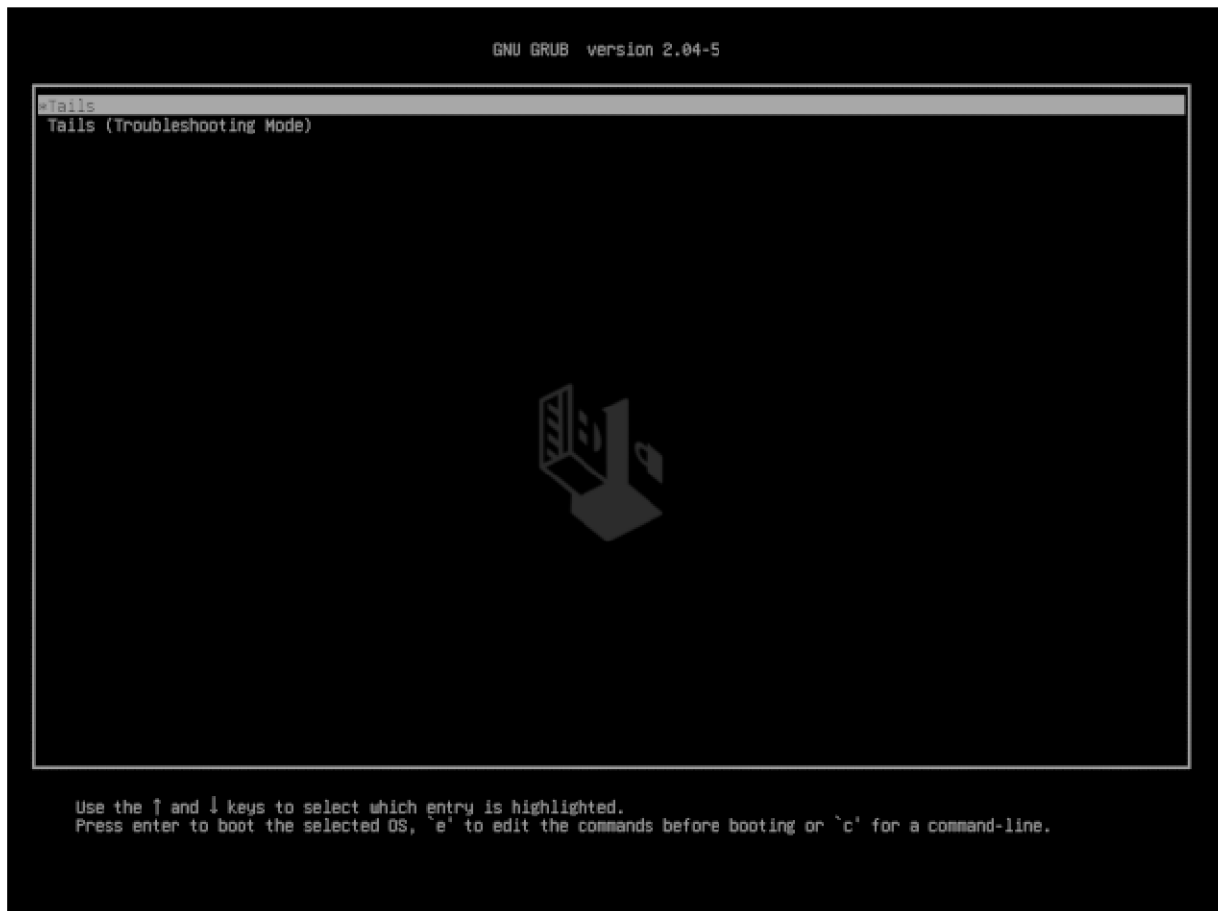 GNU GRUB  version 2.04-5
*Tails
Tails (Troubleshooting Mode)
Use the ↑ and ↓ keys to select which entry is highlighted.
Press enter to boot the selected OS, `e' to edit the commands before booting or `c' for a command-line.